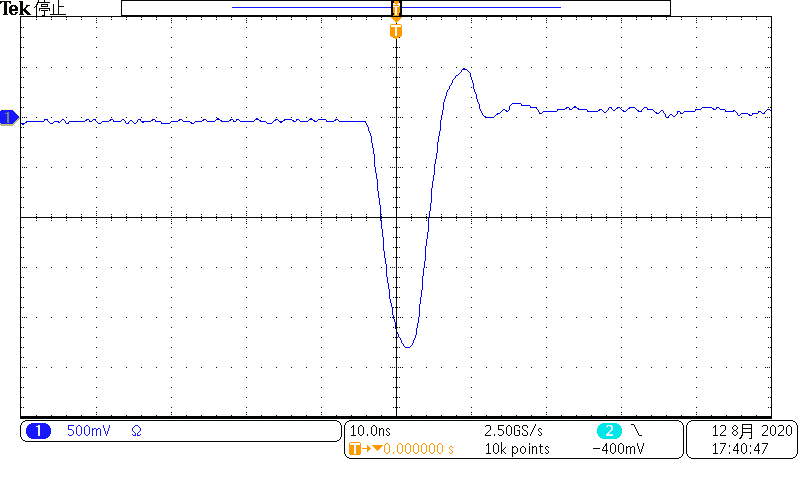 Tek 停止
T
T
1
1 500mV Ω
10.0ns 2.50GS/s 2
T→▼0.000000 s 10k points −400mV
12 8月 2020
17:40:47